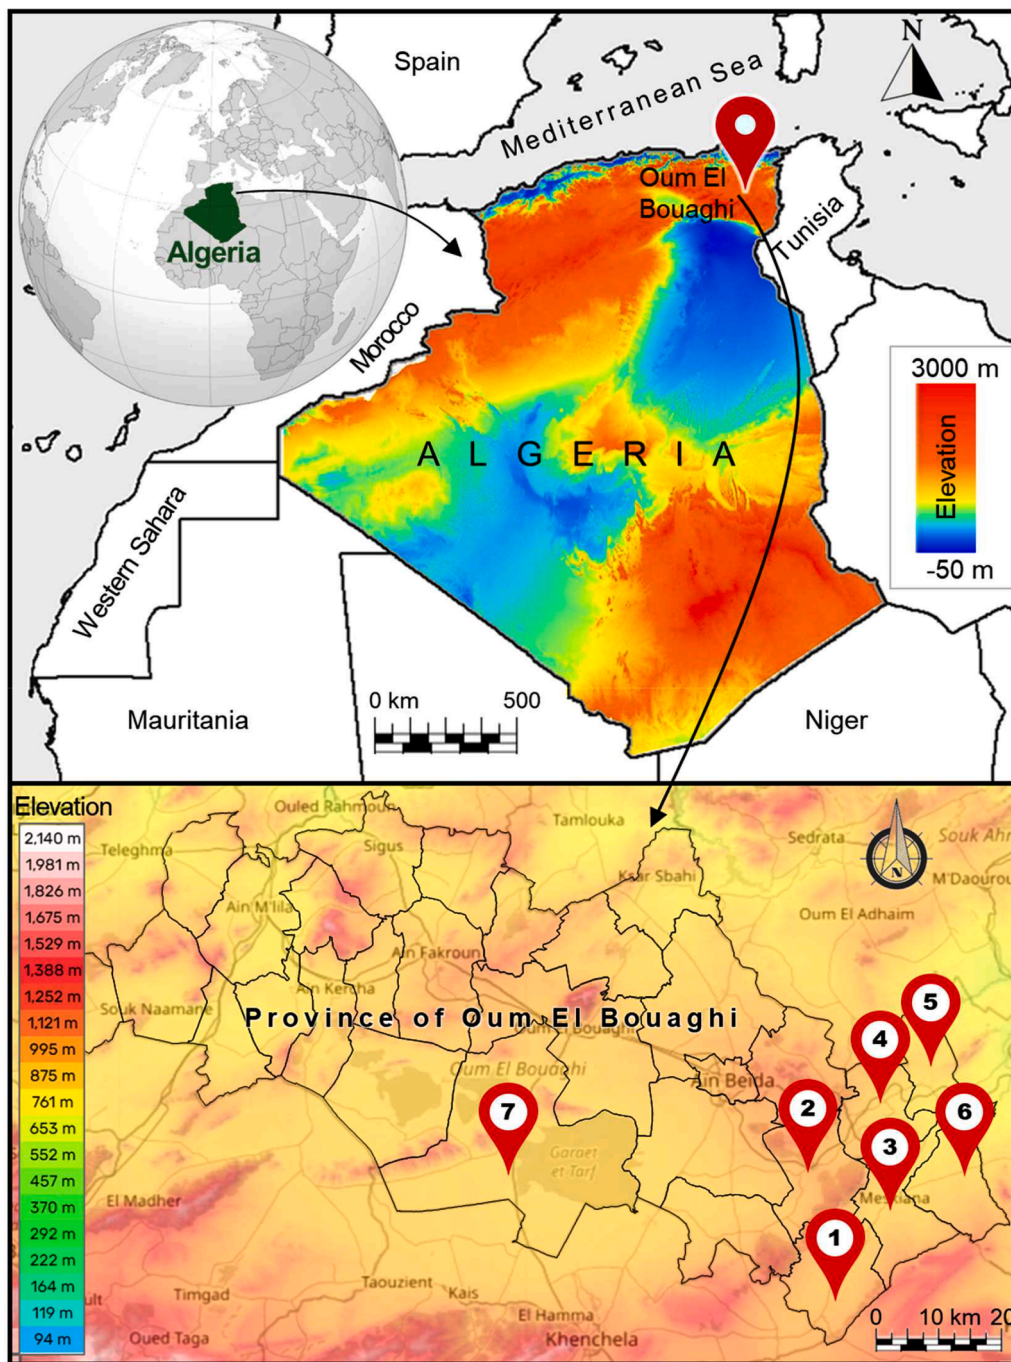 Spain
N
Mediterranean Sea
Oum El
Bouaghi
Algeria
Tunisia
Morocco
3000 m
Elevation
-50 m
ALGERIA
Western Sahara
0 km 500
Mauritania
Niger
Elevation
2,140 m
1,981 m
1,826 m
1,675 m
1,529 m
1,388 m
1,252 m
1,121 m
995 m
875 m
761 m
653 m
552 m
457 m
370 m
292 m
222 m
164 m
119 m
94 m
Ouled Rahmoun
Tamlouka
Teleghma
Sigus
Sedrata
Souk Ahr
N
Ksar Sbahi
M'Daourou
Ain M'lila
Oum El Adhaim
Ain Fakroun
Ain Kercha
Souk Naamane
Province of Oum El Bouaghi
Oum El Bouaghi
5
4
Oum El Bouaghi
Ain Beida
7
2
6
3
Garaet
et Tarf
El Madher
Meskiana
1
Taouzient
Timgad
Kais
El Hamma
Oued Taga
Khenchela
0 10 km 20